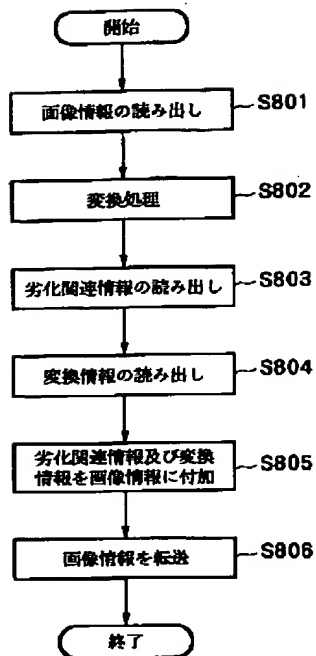 開始
画像情報の読み出し
S801
変換処理
S802
劣化関連情報の読み出し
S803
変換情報の読み出し
S804
劣化関連情報及び変換
情報を画像情報に付加
S805
画像情報を転送
S806
終了